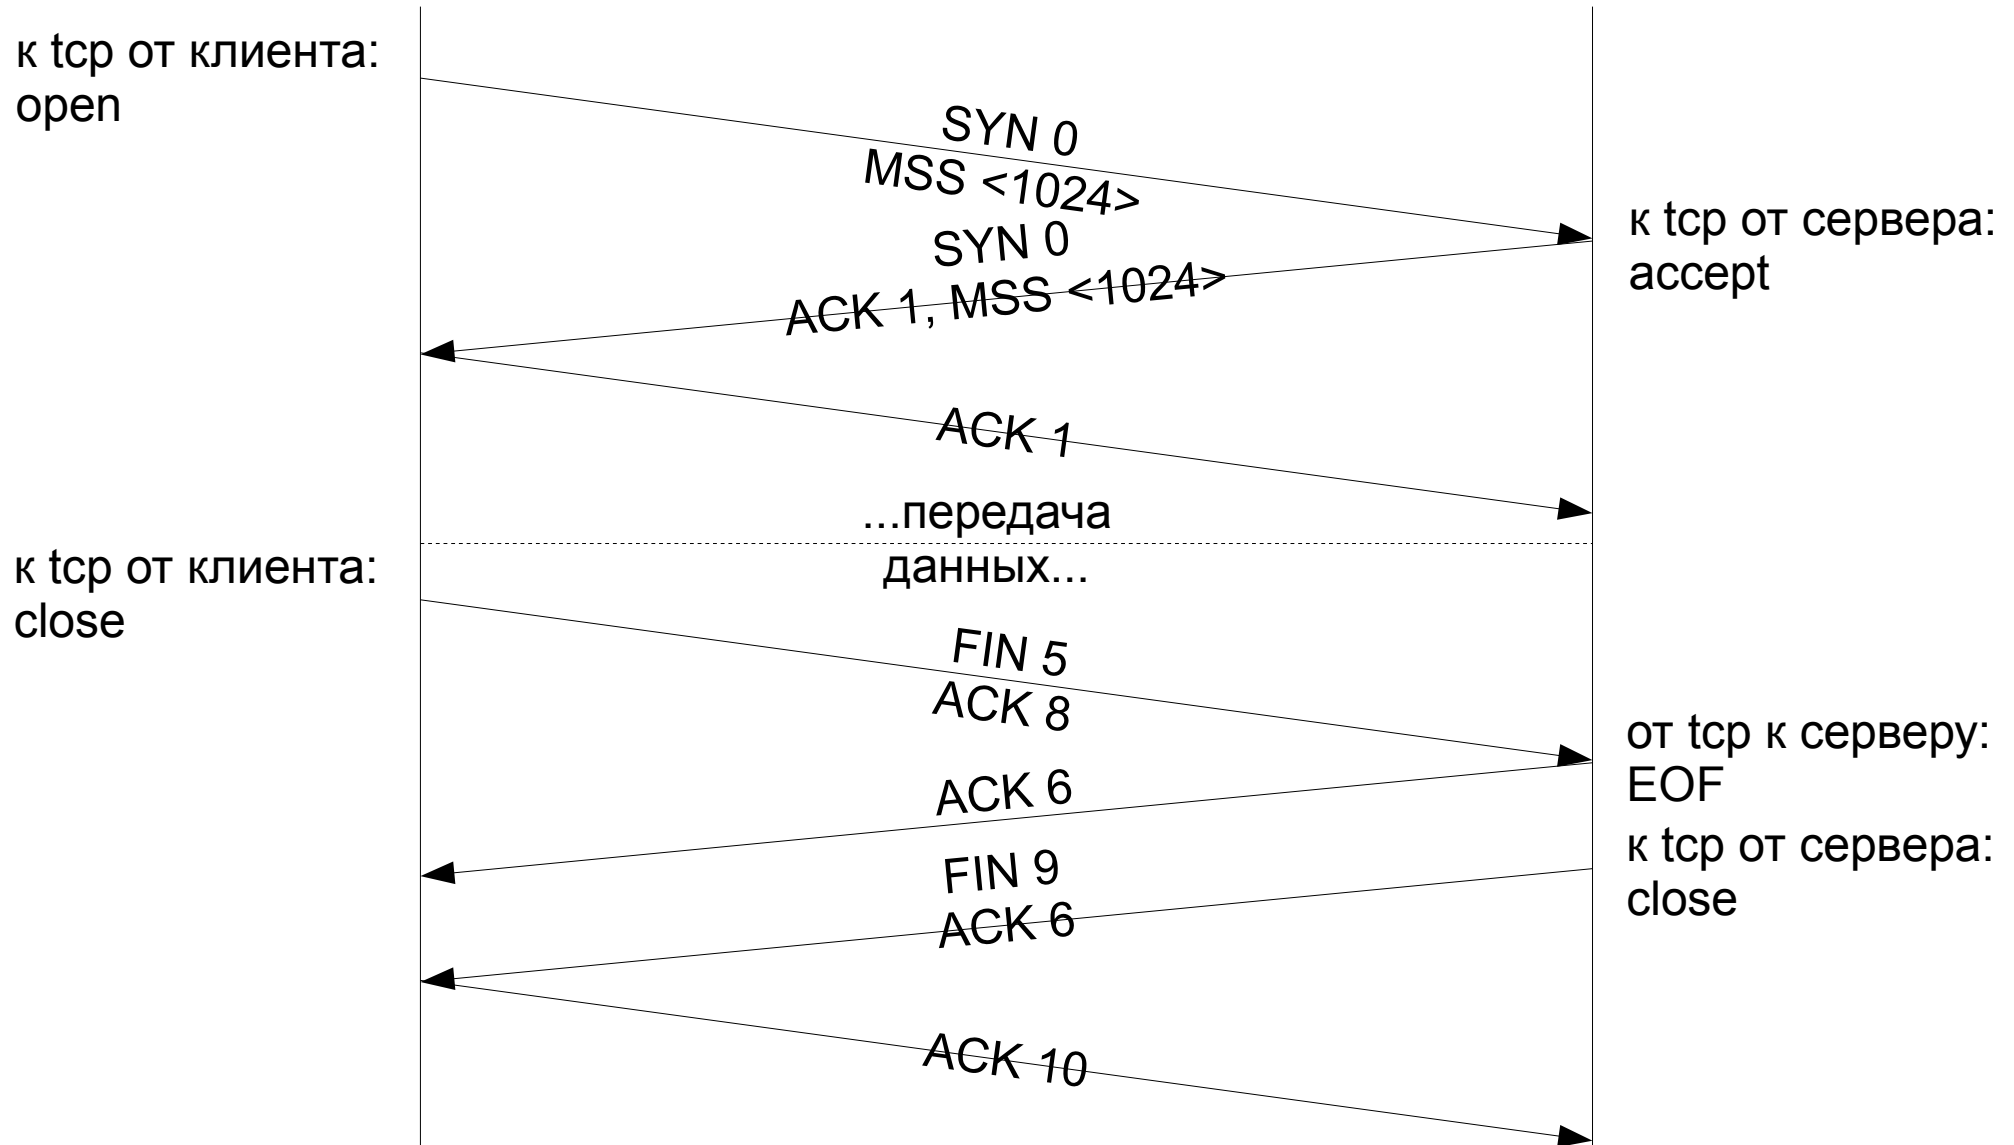 к tcp от клиента:
open
SYN 0
MSS <1024>
к tcp от сервера:
accept
SYN 0
ACK 1, MSS <1024>
ACK 1
...передача
данных...
к tcp от клиента:
close
FIN 5
ACK 8
от tcp к серверу:
EOF
ACK 6
к tcp от сервера:
close
FIN 9
ACK 6
ACK 10